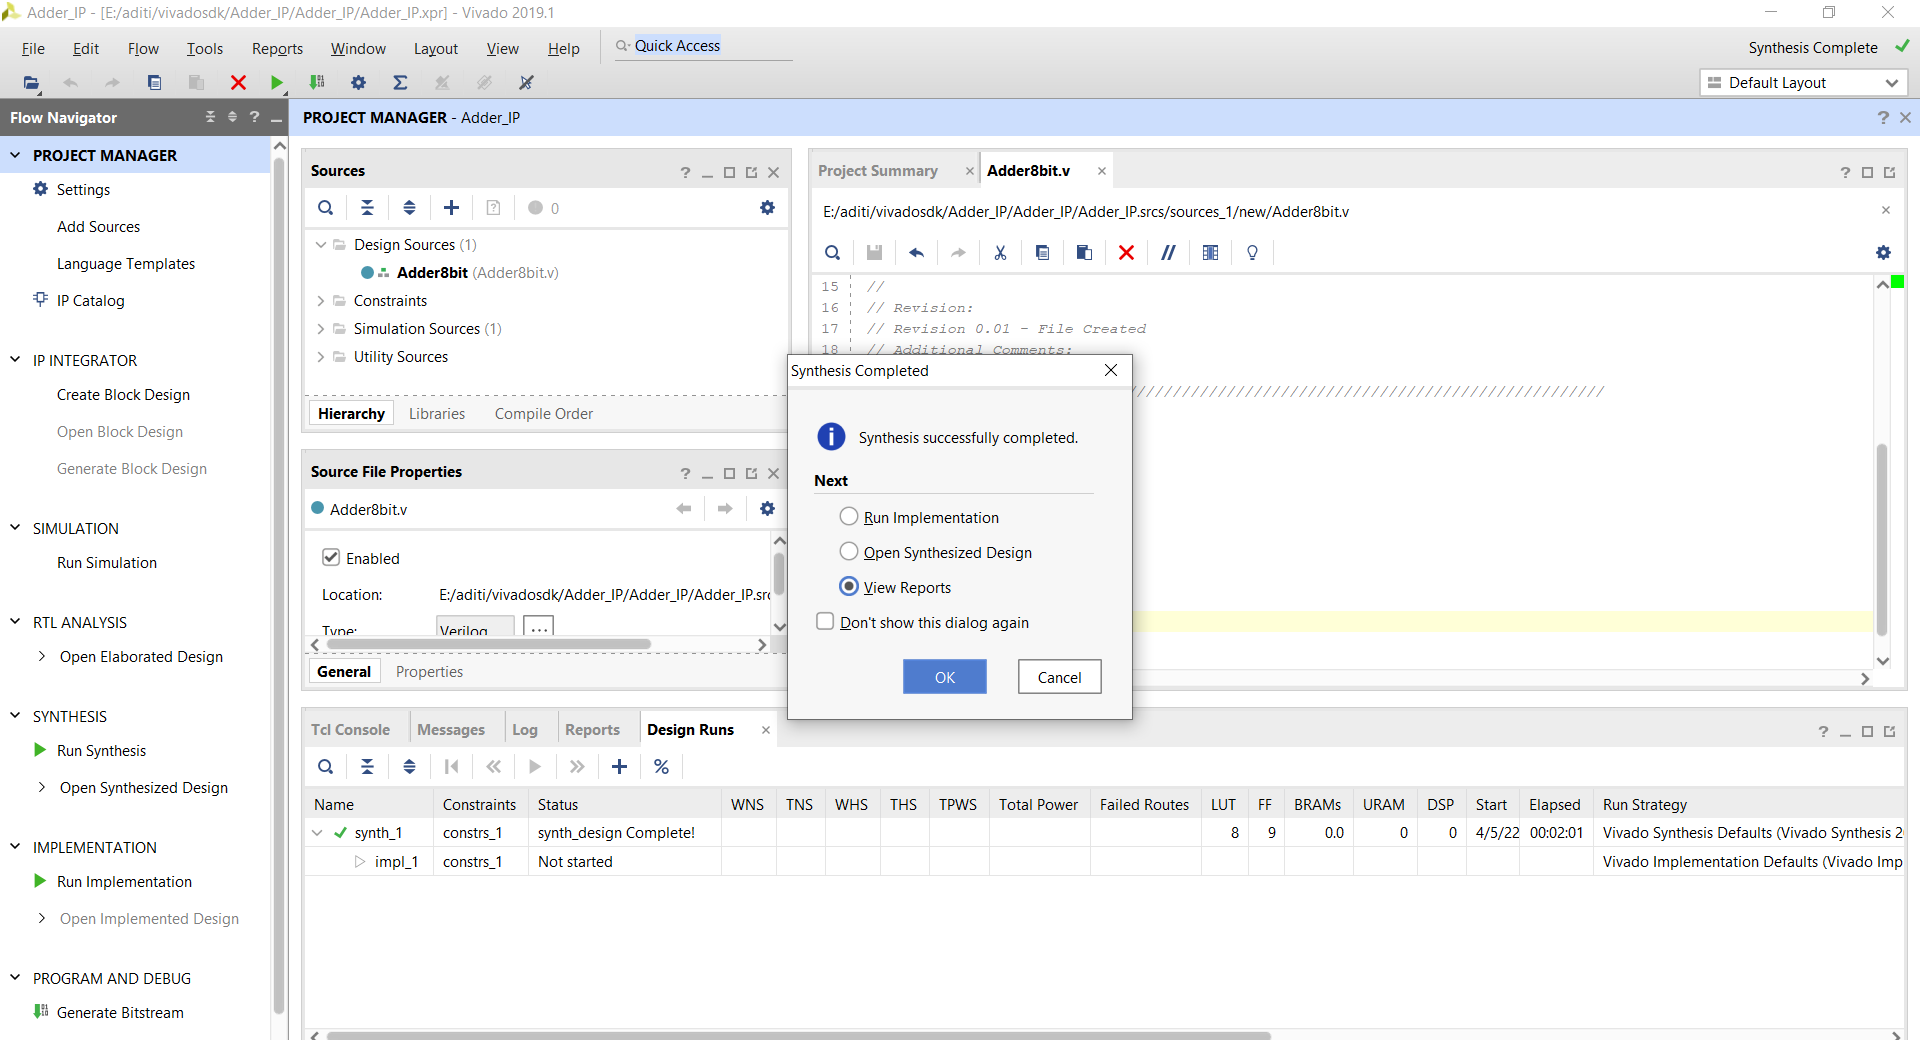 Adder_IP - [E:/aditi/vivadosdk/Adder_IP/Adder_IP/Adder_IP.xpr] - Vivado 2019.1
File Edit Flow Tools Reports Window Layout View Help Quick Access Synthesis Complete
Default Layout
Flow Navigator ?
PROJECT MANAGER - Adder_IP ?
PROJECT MANAGER
Settings
Add Sources
Language Templates
IP Catalog
IP INTEGRATOR
Create Block Design
Open Block Design
Generate Block Design
SIMULATION
Run Simulation
RTL ANALYSIS
Open Elaborated Design
SYNTHESIS
Run Synthesis
Open Synthesized Design
IMPLEMENTATION
Run Implementation
Open Implemented Design
PROGRAM AND DEBUG
Generate Bitstream
Sources ?
0
Design Sources (1)
Adder8bit (Adder8bit.v)
Constraints
Simulation Sources (1)
Utility Sources
Hierarchy Libraries Compile Order
Source File Properties ?
Adder8bit.v
Enabled
Location: E:/aditi/vivadosdk/Adder_IP/Adder_IP/Adder_IP.src
Type: Verilog ...
General Properties
Project Summary Adder8bit.v ?
E:/aditi/vivadosdk/Adder_IP/Adder_IP/Adder_IP.srcs/sources_1/new/Adder8bit.v
15 //
16 // Revision:
17 // Revision 0.01 - File Created
18 // Additional Comments:
////////////////////////////////////////////////////
Synthesis Completed
Synthesis successfully completed.
Next
Run Implementation
Open Synthesized Design
View Reports
Don't show this dialog again
OK Cancel
Tcl Console Messages Log Reports Design Runs ?
Name Constraints Status WNS TNS WHS THS TPWS Total Power Failed Routes LUT FF BRAMs URAM DSP Start Elapsed Run Strategy
synth_1 constrs_1 synth_design Complete! 8 9 0.0 0 0 4/5/22 00:02:01 Vivado Synthesis Defaults (Vivado Synthesis 2
impl_1 constrs_1 Not started Vivado Implementation Defaults (Vivado Imp